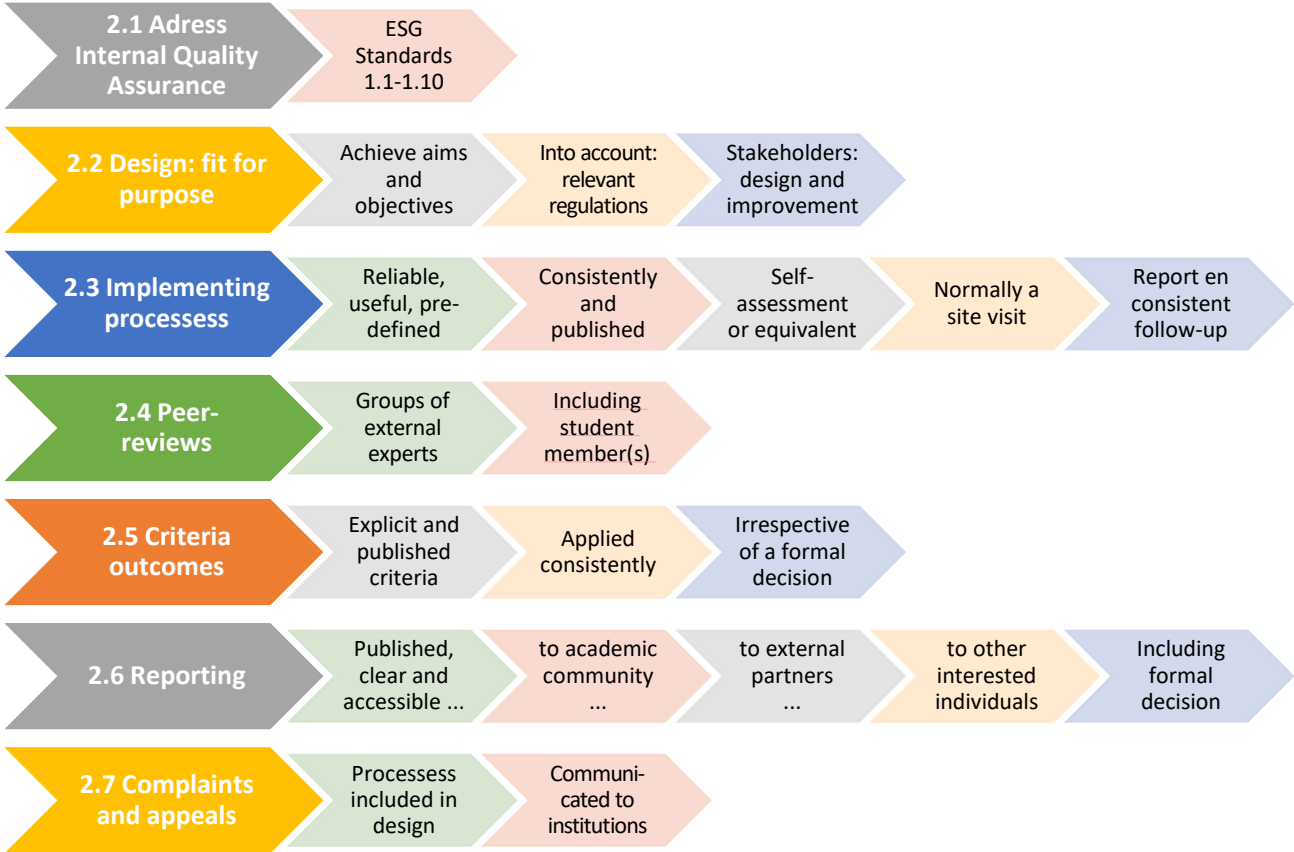 2.1 Adress
Internal Quality
Assurance
ESG
Standards
1.1-1.10
2.2 Design: fit for
purpose
Achieve aims
and
objectives
Into account:
relevant
regulations
Stakeholders:
design and
improvement
2.3 Implementing
processess
Reliable,
useful, pre-
defined
Consistently
and
published
Self-
assessment
or equivalent
Normally a
site visit
Report en
consistent
follow-up
2.4 Peer-
reviews
Groups of
external
experts
Including
student
member(s)
2.5 Criteria
outcomes
Explicit and
published
criteria
Applied
consistently
Irrespective
of a formal
decision
2.6 Reporting
Published,
clear and
accessible ...
to academic
community
...
to external
partners
...
to other
interested
individuals
Including
formal
decision
2.7 Complaints
and appeals
Processess
included in
design
Communi-
cated to
institutions